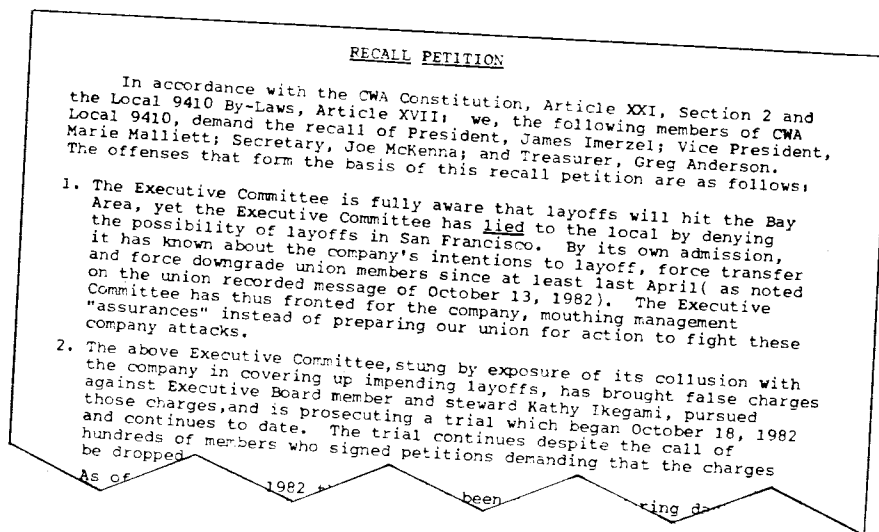 RECALL PETITION
In accordance with the CWA Constitution, Article XXI, Section 2 and
the Local 9410 By-Laws, Article XVII; we, the following members of CWA
Local 9410, demand the recall of President, James Imerzel; Vice President,
Marie Malliett; Secretary, Joe McKenna; and Treasurer, Greg Anderson.
The offenses that form the basis of this recall petition are as follows:
1. The Executive Committee is fully aware that layoffs will hit the Bay
Area, yet the Executive Committee has lied to the local by denying
the possibility of layoffs in San Francisco. By its own admission,
it has known about the company's intentions to layoff, force transfer
and force downgrade union members since at least last April( as noted
on the union recorded message of October 13, 1982). The Executive
Committee has thus fronted for the company, mouthing management
"assurances" instead of preparing our union for action to fight these
company attacks.
2. The above Executive Committee,stung by exposure of its collusion with
the company in covering up impending layoffs, has brought false charges
against Executive Board member and steward Kathy Ikegami, pursued
those charges,and is prosecuting a trial which began October 18, 1982
and continues to date. The trial continues despite the call of
hundreds of members who signed petitions demanding that the charges
be dropped
As of 1982 been